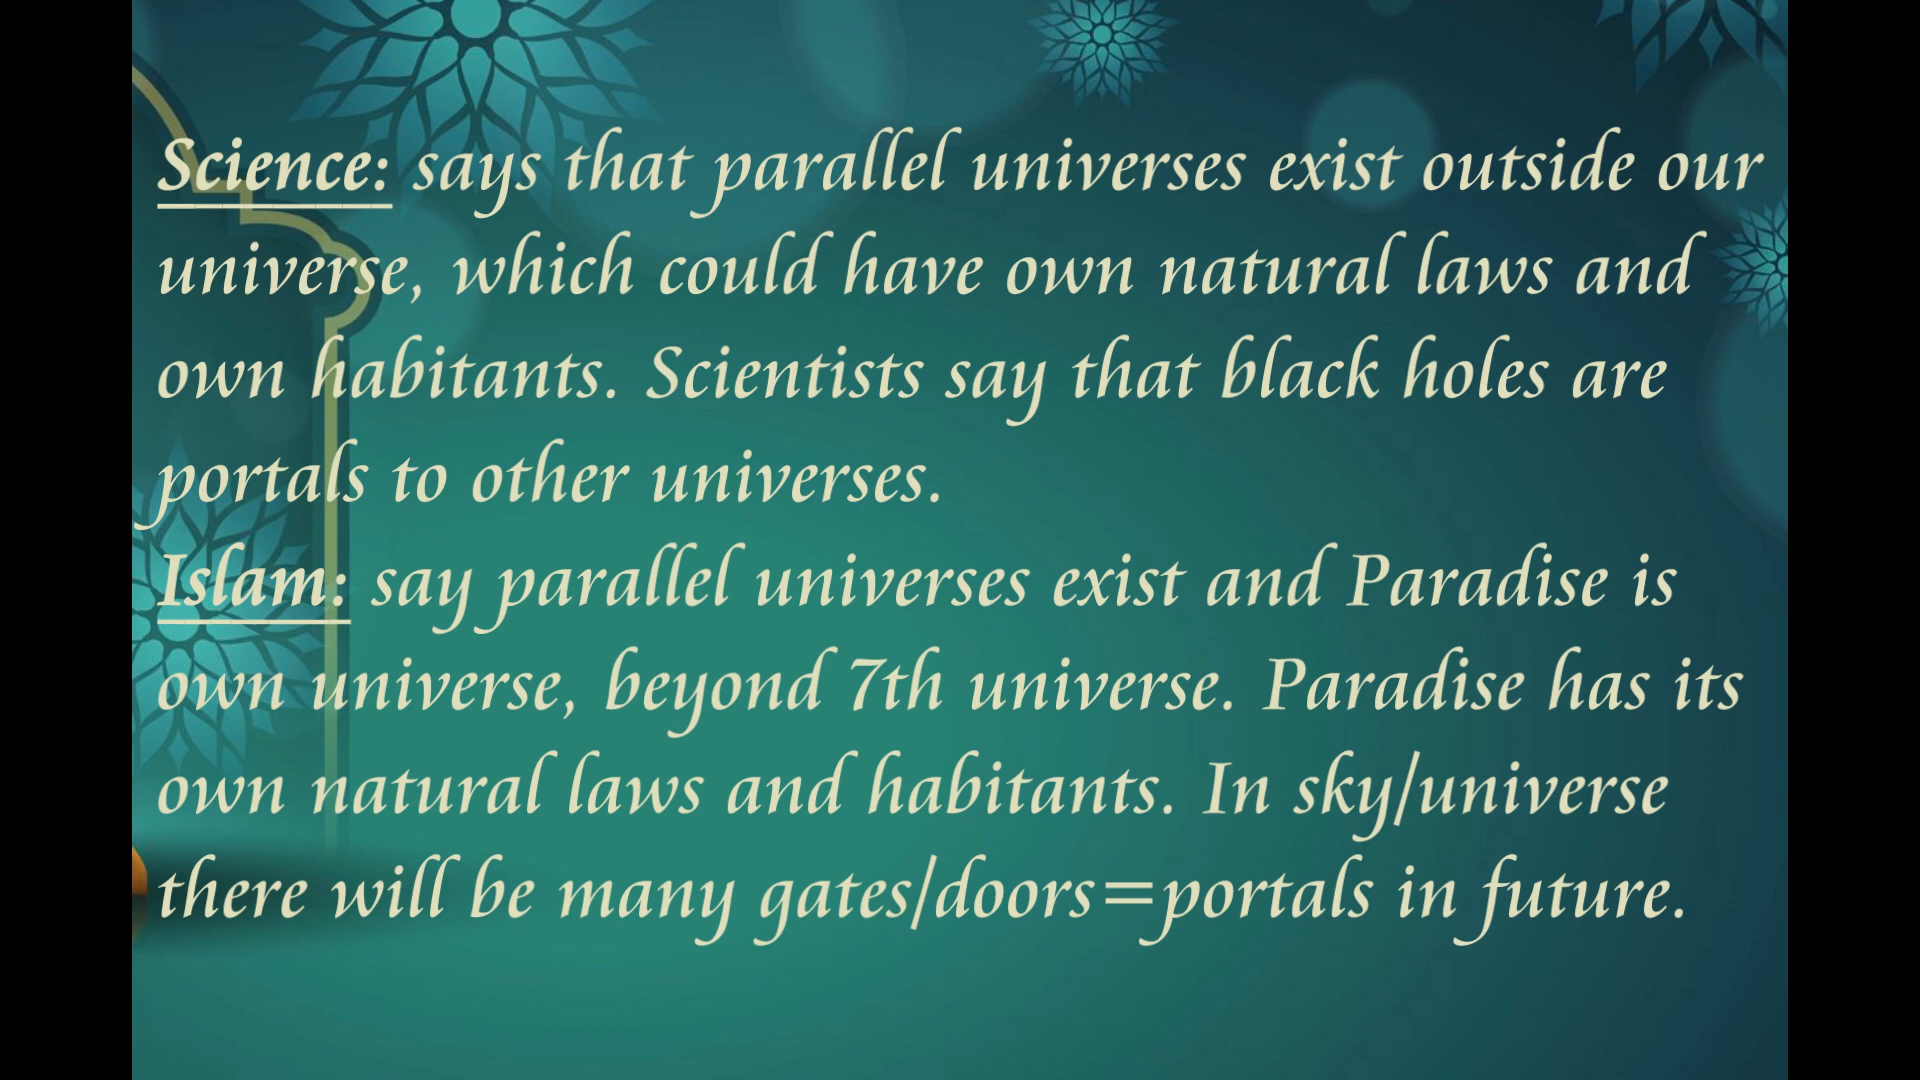 Science: says that parallel universes exist outside our
universe, which could have own natural laws and
own habitants. Scientists say that black holes are
portals to other universes.
Islam: say parallel universes exist and Paradise is
own universe, beyond 7th universe. Paradise has its
own natural laws and habitants. In sky/universe
there will be many gates/doors=portals in future.